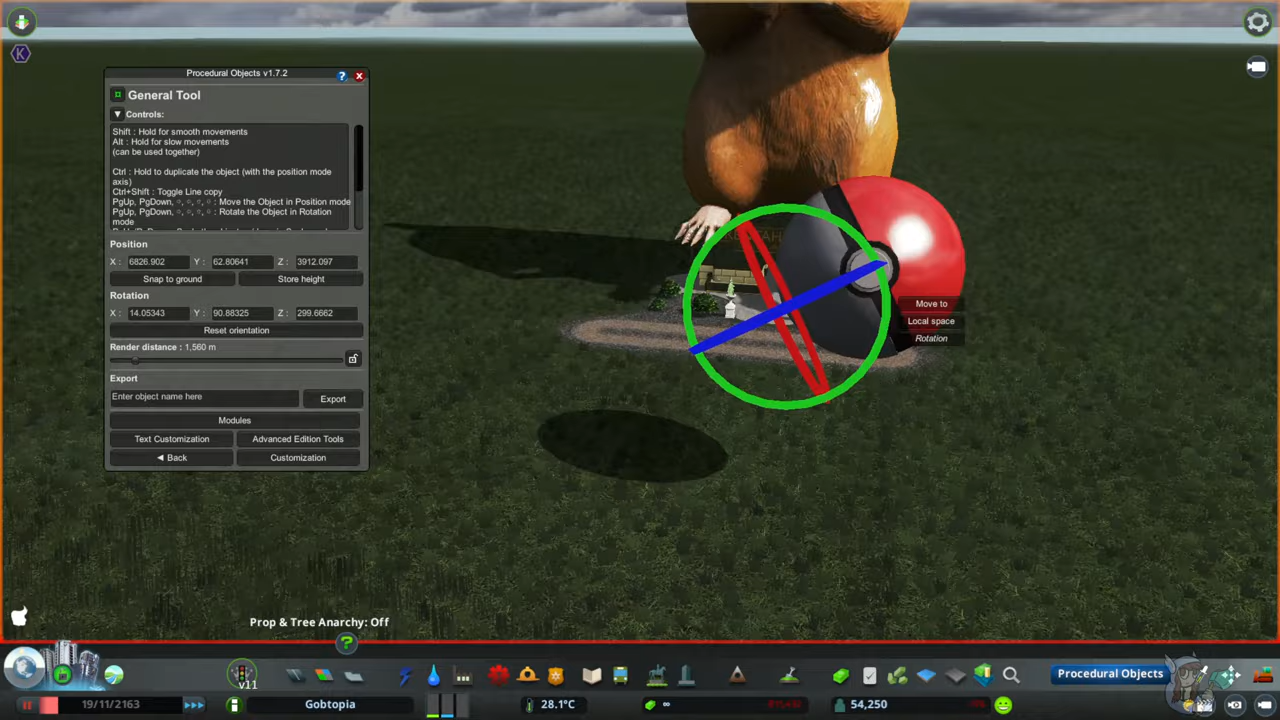 Procedural Objects v1.7.2
?
General Tool
Controls:
Shift : Hold for smooth movements
Alt : Hold for slow movements
(can be used together)
Ctrl : Hold to duplicate the object (with the position mode
axis)
Ctrl+Shift : Toggle Line copy
PgUp, PgDown, ○, ○, ○, ○ : Move the Object in Position mode
PgUp, PgDown, ○, ○, ○, ○ : Rotate the Object in Rotation
mode
Position
X : 6826.902 Y : 62.80641 Z : 3912.097
Snap to ground Store height
Rotation
X : 14.05343 Y : 90.88325 Z : 299.6662
Reset orientation
Render distance : 1,560 m
Export
Enter object name here Export
Modules
Text Customization Advanced Edition Tools
◄ Back Customization
Move to
Local space
Rotation
Prop & Tree Anarchy: Off
?
v11
Procedural Objects
19/11/2163
Gobtopia
28.1°C
∞
54,250
K